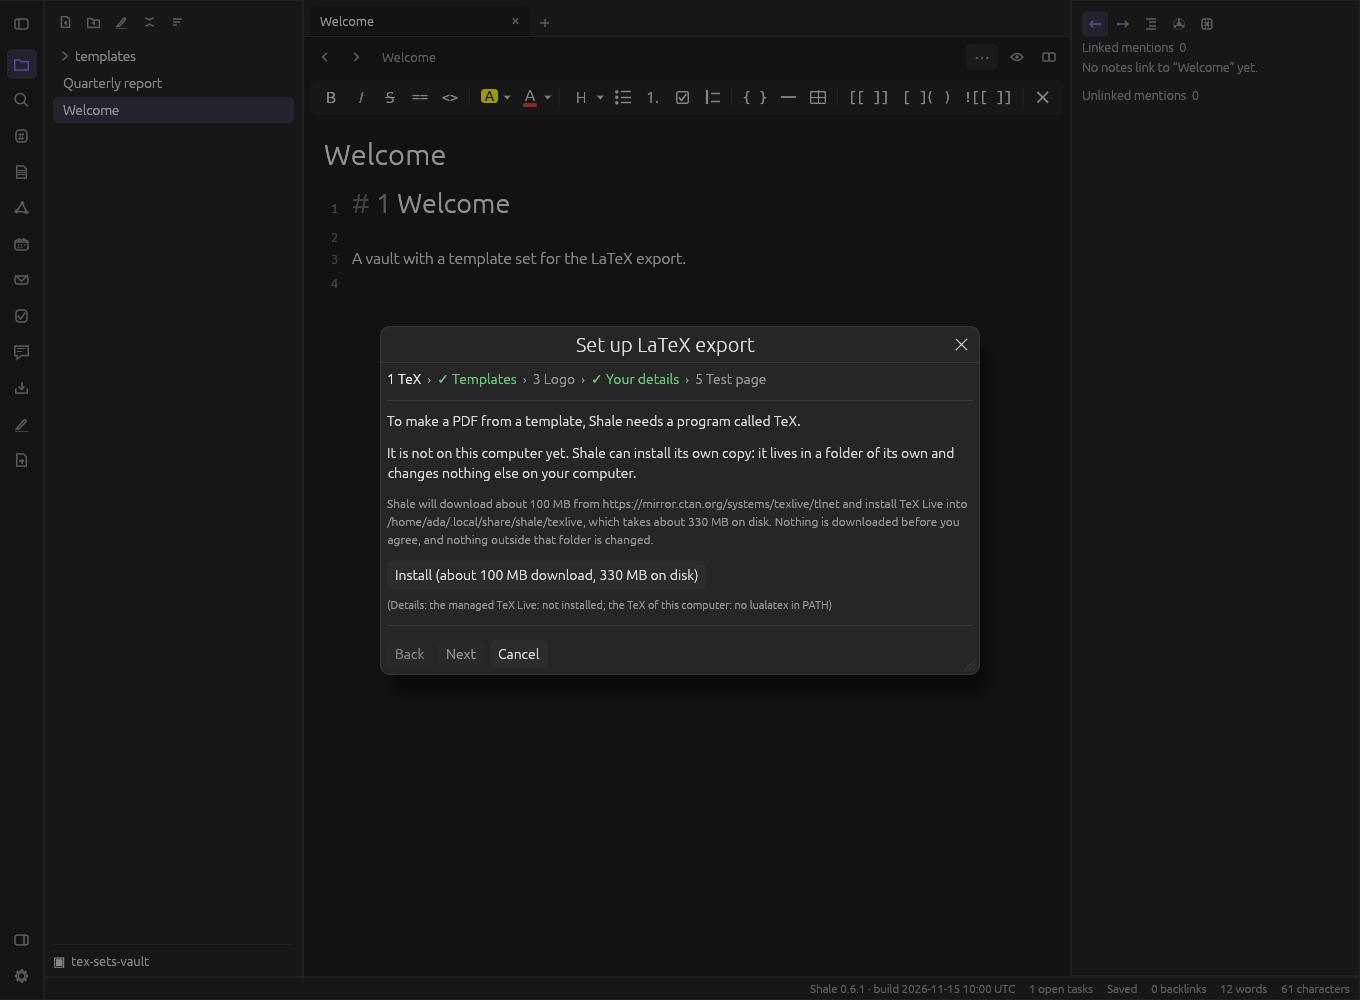 templates
Quarterly report
Welcome
tex-sets-vault
Welcome × +
Welcome
B I S == <> A A H 1. { } [[ ]] [ ]( ) ![[ ]]
Welcome
1 # 1 Welcome
2
3 A vault with a template set for the LaTeX export.
4
Set up LaTeX export
1 TeX › ✓ Templates › 3 Logo › ✓ Your details › 5 Test page
To make a PDF from a template, Shale needs a program called TeX.
It is not on this computer yet. Shale can install its own copy: it lives in a folder of its own and
changes nothing else on your computer.
Shale will download about 100 MB from https://mirror.ctan.org/systems/texlive/tlnet and install TeX Live into
/home/ada/.local/share/shale/texlive, which takes about 330 MB on disk. Nothing is downloaded before you
agree, and nothing outside that folder is changed.
Install (about 100 MB download, 330 MB on disk)
(Details: the managed TeX Live: not installed; the TeX of this computer: no lualatex in PATH)
Back Next Cancel
Linked mentions 0
No notes link to “Welcome” yet.
Unlinked mentions 0
Shale 0.6.1 · build 2026-11-15 10:00 UTC 1 open tasks Saved 0 backlinks 12 words 61 characters